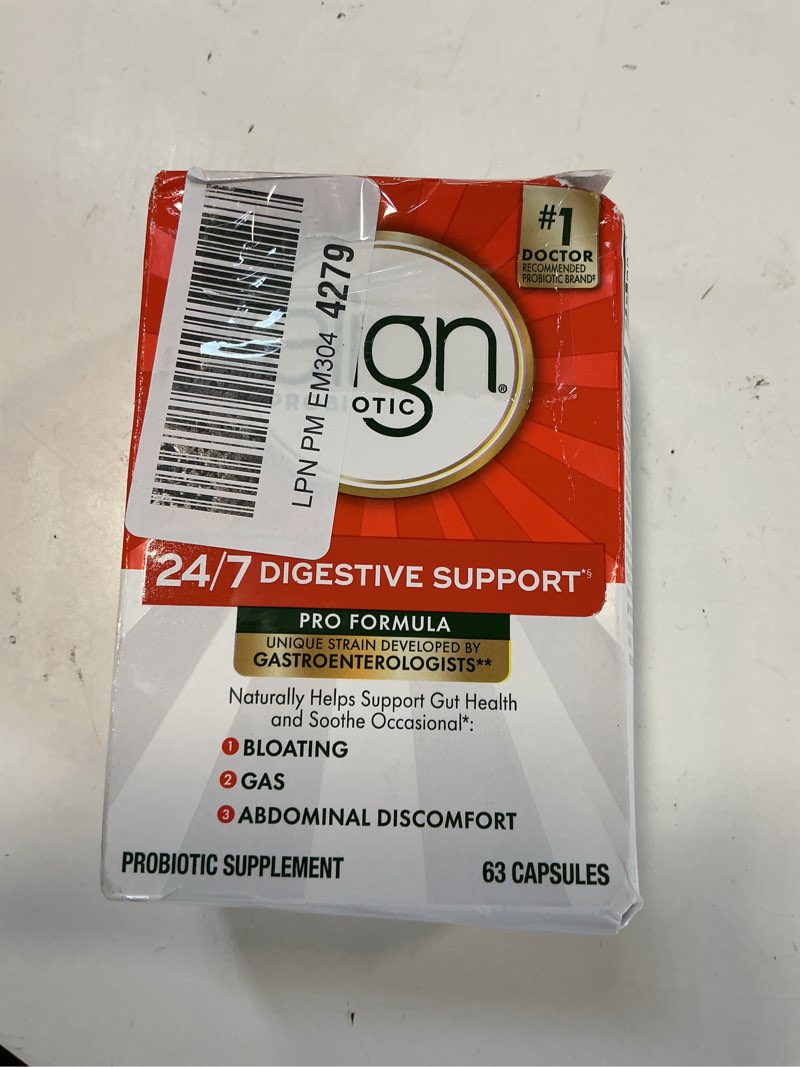 #1
DOCTOR
RECOMMENDED
PROBIOTIC BRAND‡
LPN PM EM304 4279
lign®
PROBIOTIC
24/7 DIGESTIVE SUPPORT*§
PRO FORMULA
UNIQUE STRAIN DEVELOPED BY
GASTROENTEROLOGISTS**
Naturally Helps Support Gut Health
and Soothe Occasional*:
1 BLOATING
2 GAS
3 ABDOMINAL DISCOMFORT
PROBIOTIC SUPPLEMENT
63 CAPSULES